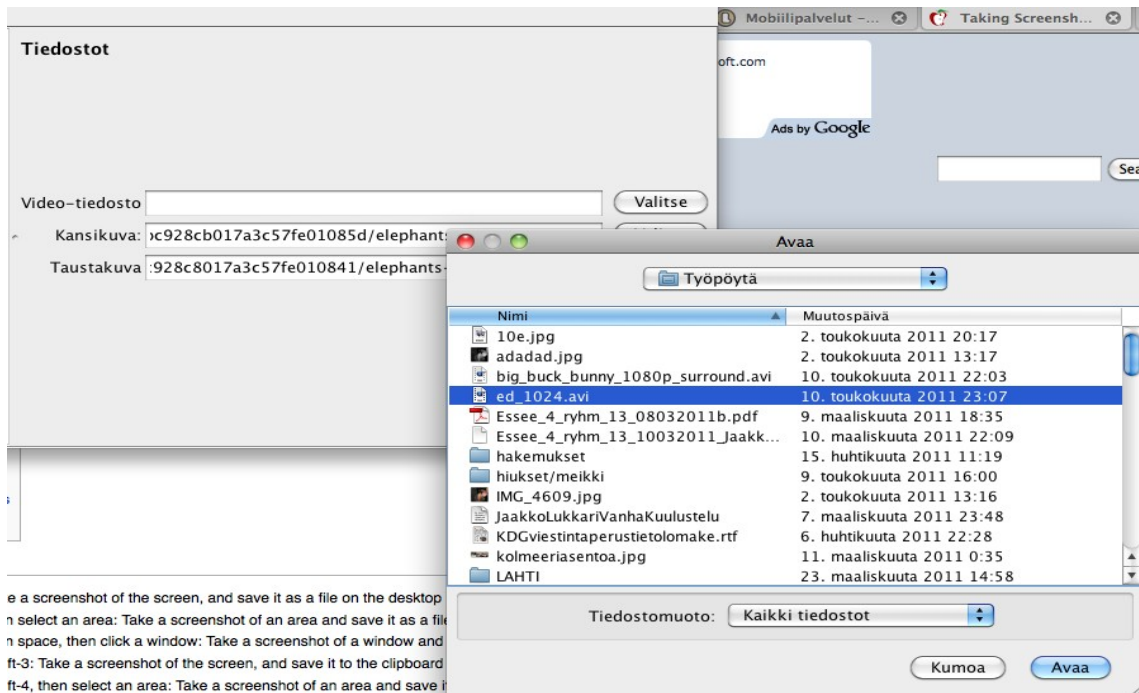 Mobiilipalvelut -...
Taking Screensh...
Tiedostot
oft.com
Ads by Google
Sea
Video-tiedosto
Valitse
Kansikuva: c928cb017a3c57fe01085d/elephants
Taustakuva :928c8017a3c57fe010841/elephants-
Avaa
Työpöytä
Nimi Muutospäivä
10e.jpg 2. toukokuuta 2011 20:17
adadad.jpg 2. toukokuuta 2011 13:17
big_buck_bunny_1080p_surround.avi 10. toukokuuta 2011 22:03
ed_1024.avi 10. toukokuuta 2011 23:07
Essee_4_ryhm_13_08032011b.pdf 9. maaliskuuta 2011 18:35
Essee_4_ryhm_13_10032011_Jaakk... 10. maaliskuuta 2011 22:09
hakemukset 15. huhtikuuta 2011 11:19
hiukset/meikki 9. toukokuuta 2011 16:00
IMG_4609.jpg 2. toukokuuta 2011 13:16
JaakkoLukkariVanhaKuulustelu 7. maaliskuuta 2011 23:48
KDGviestintaperustietolomake.rtf 6. huhtikuuta 2011 22:28
kolmeeriasentoa.jpg 11. maaliskuuta 2011 0:35
LAHTI 23. maaliskuuta 2011 14:58
Tiedostomuoto: Kaikki tiedostot
Kumoa Avaa
s
e a screenshot of the screen, and save it as a file on the desktop
n select an area: Take a screenshot of an area and save it as a file
n space, then click a window: Take a screenshot of a window and
ft-3: Take a screenshot of the screen, and save it to the clipboard
ft-4, then select an area: Take a screenshot of an area and save i